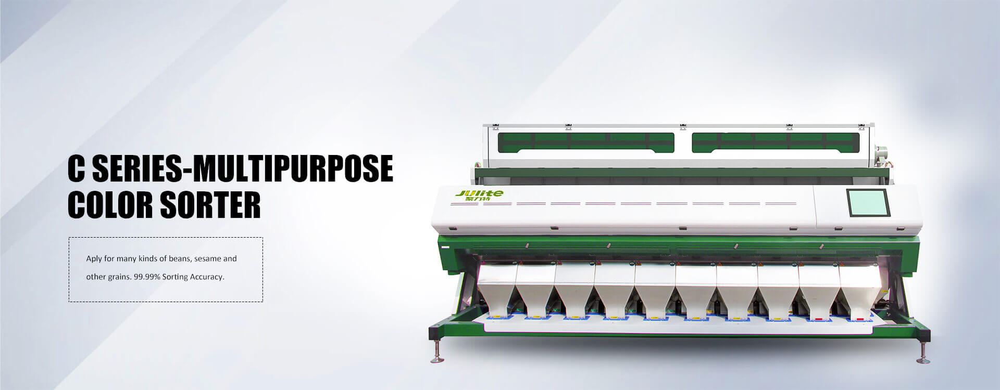 C SERIES-MULTIPURPOSE
COLOR SORTER
Aply for many kinds of beans, sesame and
other grains. 99.99% Sorting Accuracy.
Julite
聚力特